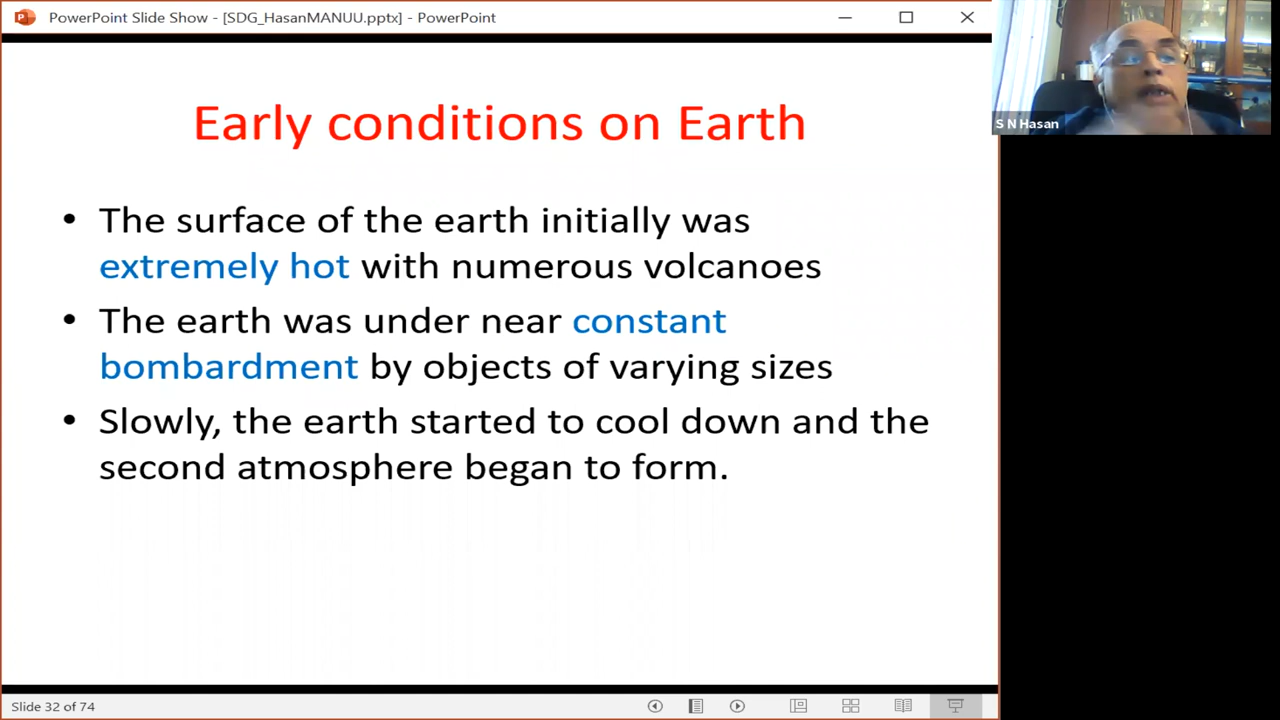 PowerPoint Slide Show - [SDG_HasanMANUU.pptx] - PowerPoint
S N Hasan
Early conditions on Earth
• The surface of the earth initially was
extremely hot with numerous volcanoes
• The earth was under near constant
bombardment by objects of varying sizes
• Slowly, the earth started to cool down and the
second atmosphere began to form.
Slide 32 of 74